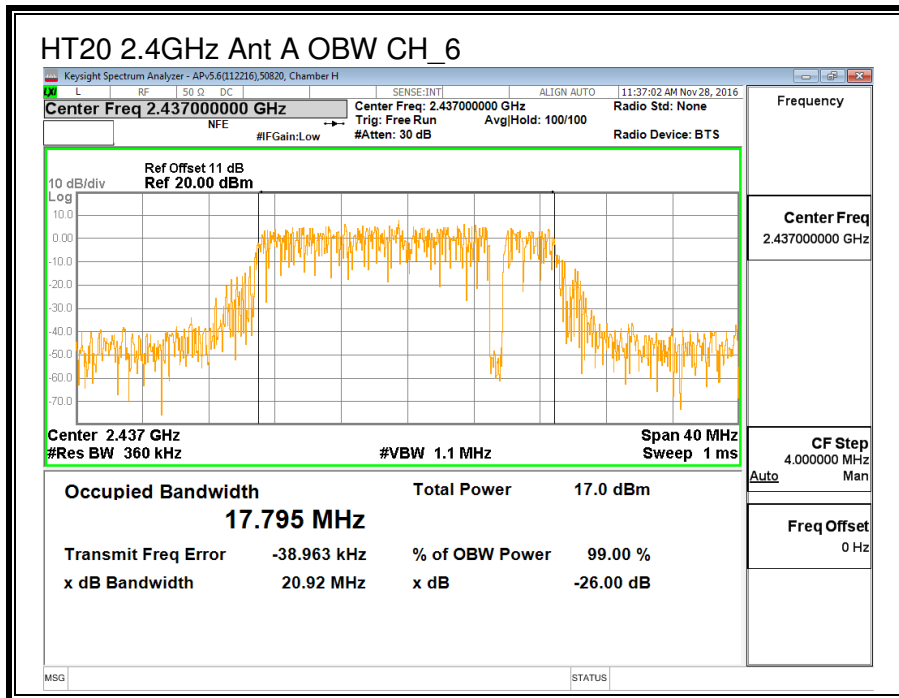 HT20 2.4GHz Ant A OBW CH_6
Keysight Spectrum Analyzer - APv5.6(112216),50820, Chamber H
LXI L RF 50 Ω DC SENSE:INT ALIGN AUTO 11:37:02 AM Nov 28, 2016
Center Freq 2.437000000 GHz
Center Freq: 2.437000000 GHz Radio Std: None
NFE Trig: Free Run Avg|Hold: 100/100
#IFGain:Low #Atten: 30 dB Radio Device: BTS
Ref Offset 11 dB
10 dB/div Ref 20.00 dBm
Log
10.0
0.00
-10.0
-20.0
-30.0
-40.0
-50.0
-60.0
-70.0
Center 2.437 GHz Span 40 MHz
#Res BW 360 kHz #VBW 1.1 MHz Sweep 1 ms
Occupied Bandwidth Total Power 17.0 dBm
17.795 MHz
Transmit Freq Error -38.963 kHz % of OBW Power 99.00 %
x dB Bandwidth 20.92 MHz x dB -26.00 dB
Frequency
Center Freq
2.437000000 GHz
CF Step
4.000000 MHz
Auto Man
Freq Offset
0 Hz
MSG STATUS